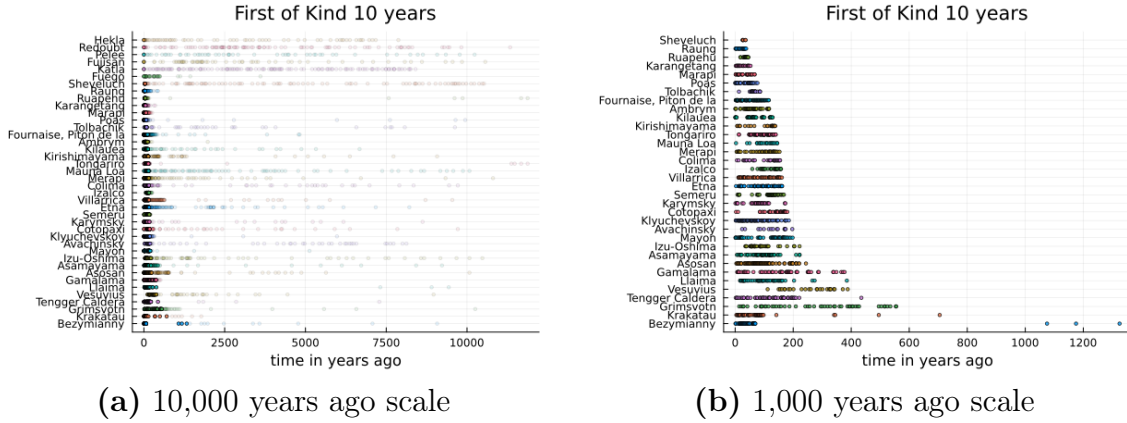 First of Kind 10 years
Hekla
Redoubt
Pelee
Fujisan
Katla
Fuego
Sheveluch
Raung
Ruapehu
Karangetang
Marapi
Poas
Tolbachik
Fournaise, Piton de la
Ambrym
Kilauea
Kirishimayama
Tongariro
Mauna Loa
Merapi
Colima
Izalco
Villarrica
Etna
Semeru
Karymsky
Cotopaxi
Klyuchevskoy
Avachinsky
Mayon
Izu-Oshima
Asamayama
Asosan
Gamalama
Llaima
Vesuvius
Tengger Caldera
Grimsvotn
Krakatau
Bezymianny
0 2500 5000 7500 10000
time in years ago
(a) 10,000 years ago scale
First of Kind 10 years
Sheveluch
Raung
Ruapehu
Karangetang
Marapi
Poas
Tolbachik
Fournaise, Piton de la
Ambrym
Kilauea
Kirishimayama
Tongariro
Mauna Loa
Merapi
Colima
Izalco
Villarrica
Etna
Semeru
Karymsky
Cotopaxi
Klyuchevskoy
Avachinsky
Mayon
Izu-Oshima
Asamayama
Asosan
Gamalama
Llaima
Vesuvius
Tengger Caldera
Grimsvotn
Krakatau
Bezymianny
0 200 400 600 800 1000 1200
time in years ago
(b) 1,000 years ago scale